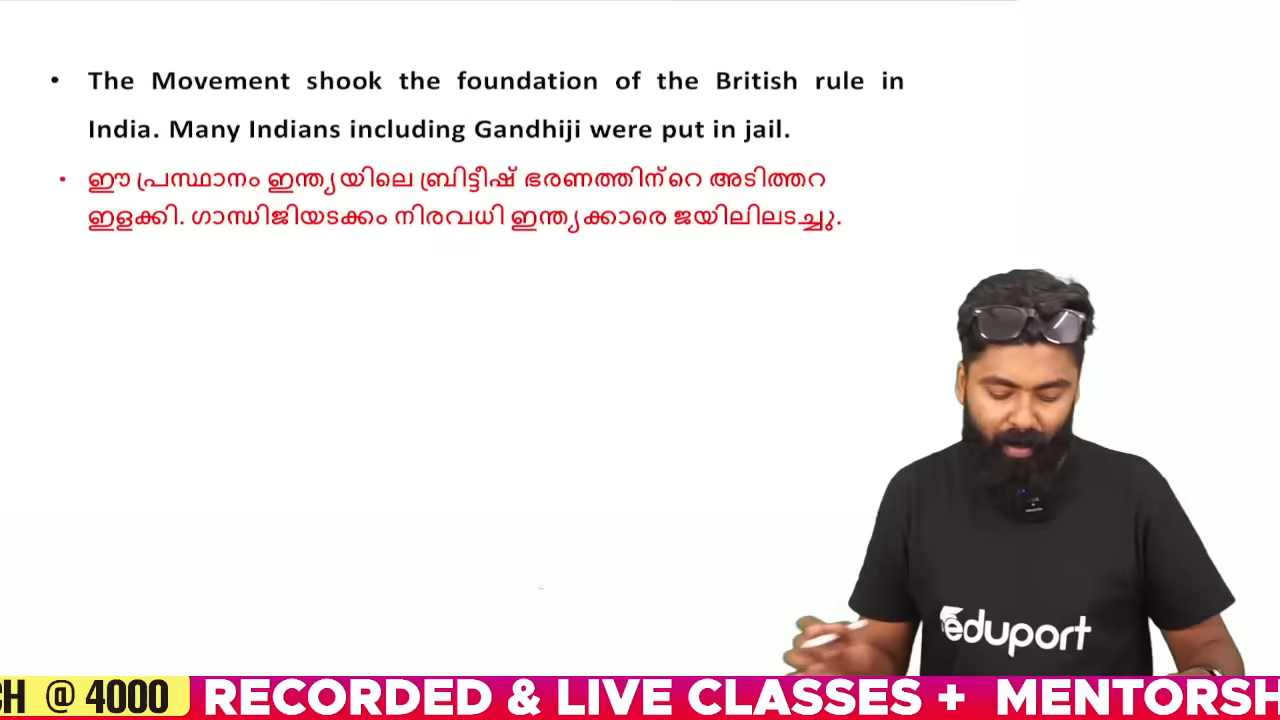 • The Movement shook the foundation of the British rule in
India. Many Indians including Gandhiji were put in jail.
• ഈ പ്രസ്ഥാനം ഇന്ത്യയിലെ ബ്രിട്ടീഷ് ഭരണത്തിന്റെ അടിത്തറ
ഇളക്കി. ഗാന്ധിജിയടക്കം നിരവധി ഇന്ത്യക്കാരെ ജയിലിലടച്ചു.
eduport
CH @ 4000 RECORDED & LIVE CLASSES + MENTORSH